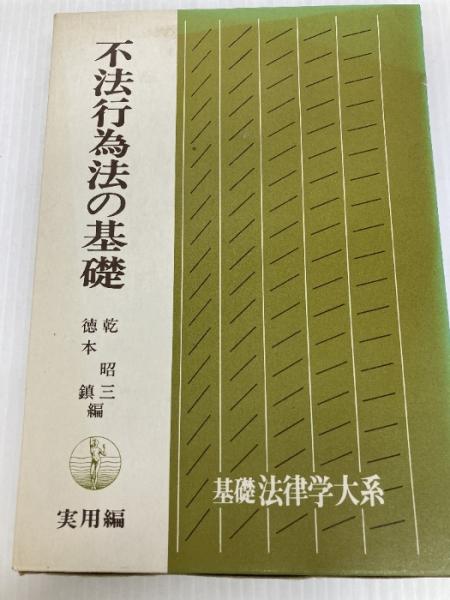 不法行為法の基礎
乾昭三
徳本鎮編
実用編
基礎法律学大系